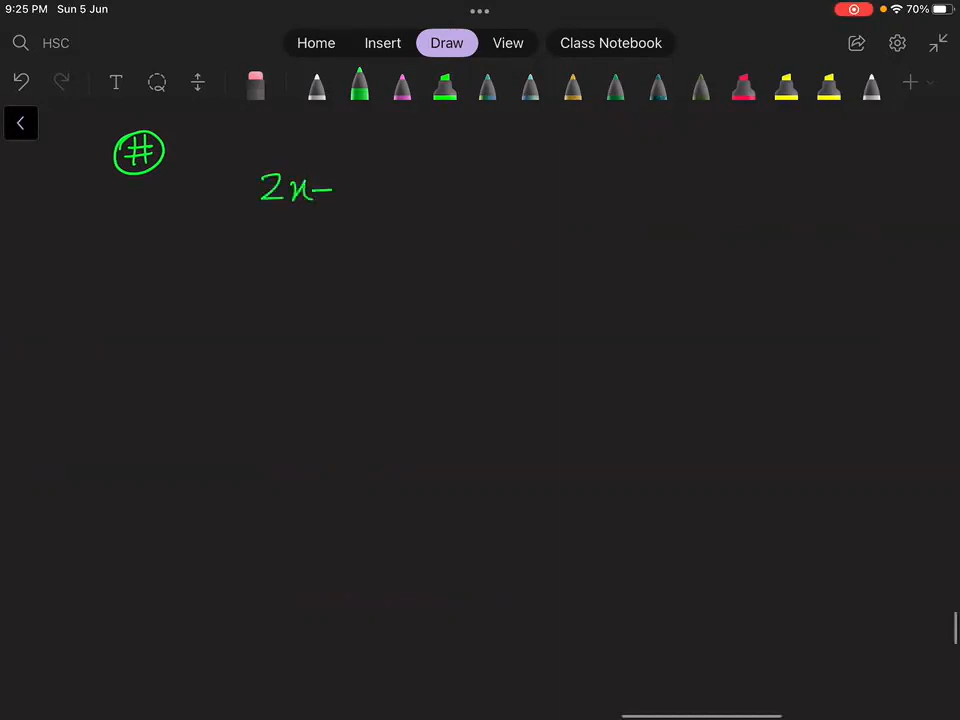 9:25 PM Sun 5 Jun 70%
HSC Home Insert Draw View Class Notebook
T
#
2x-